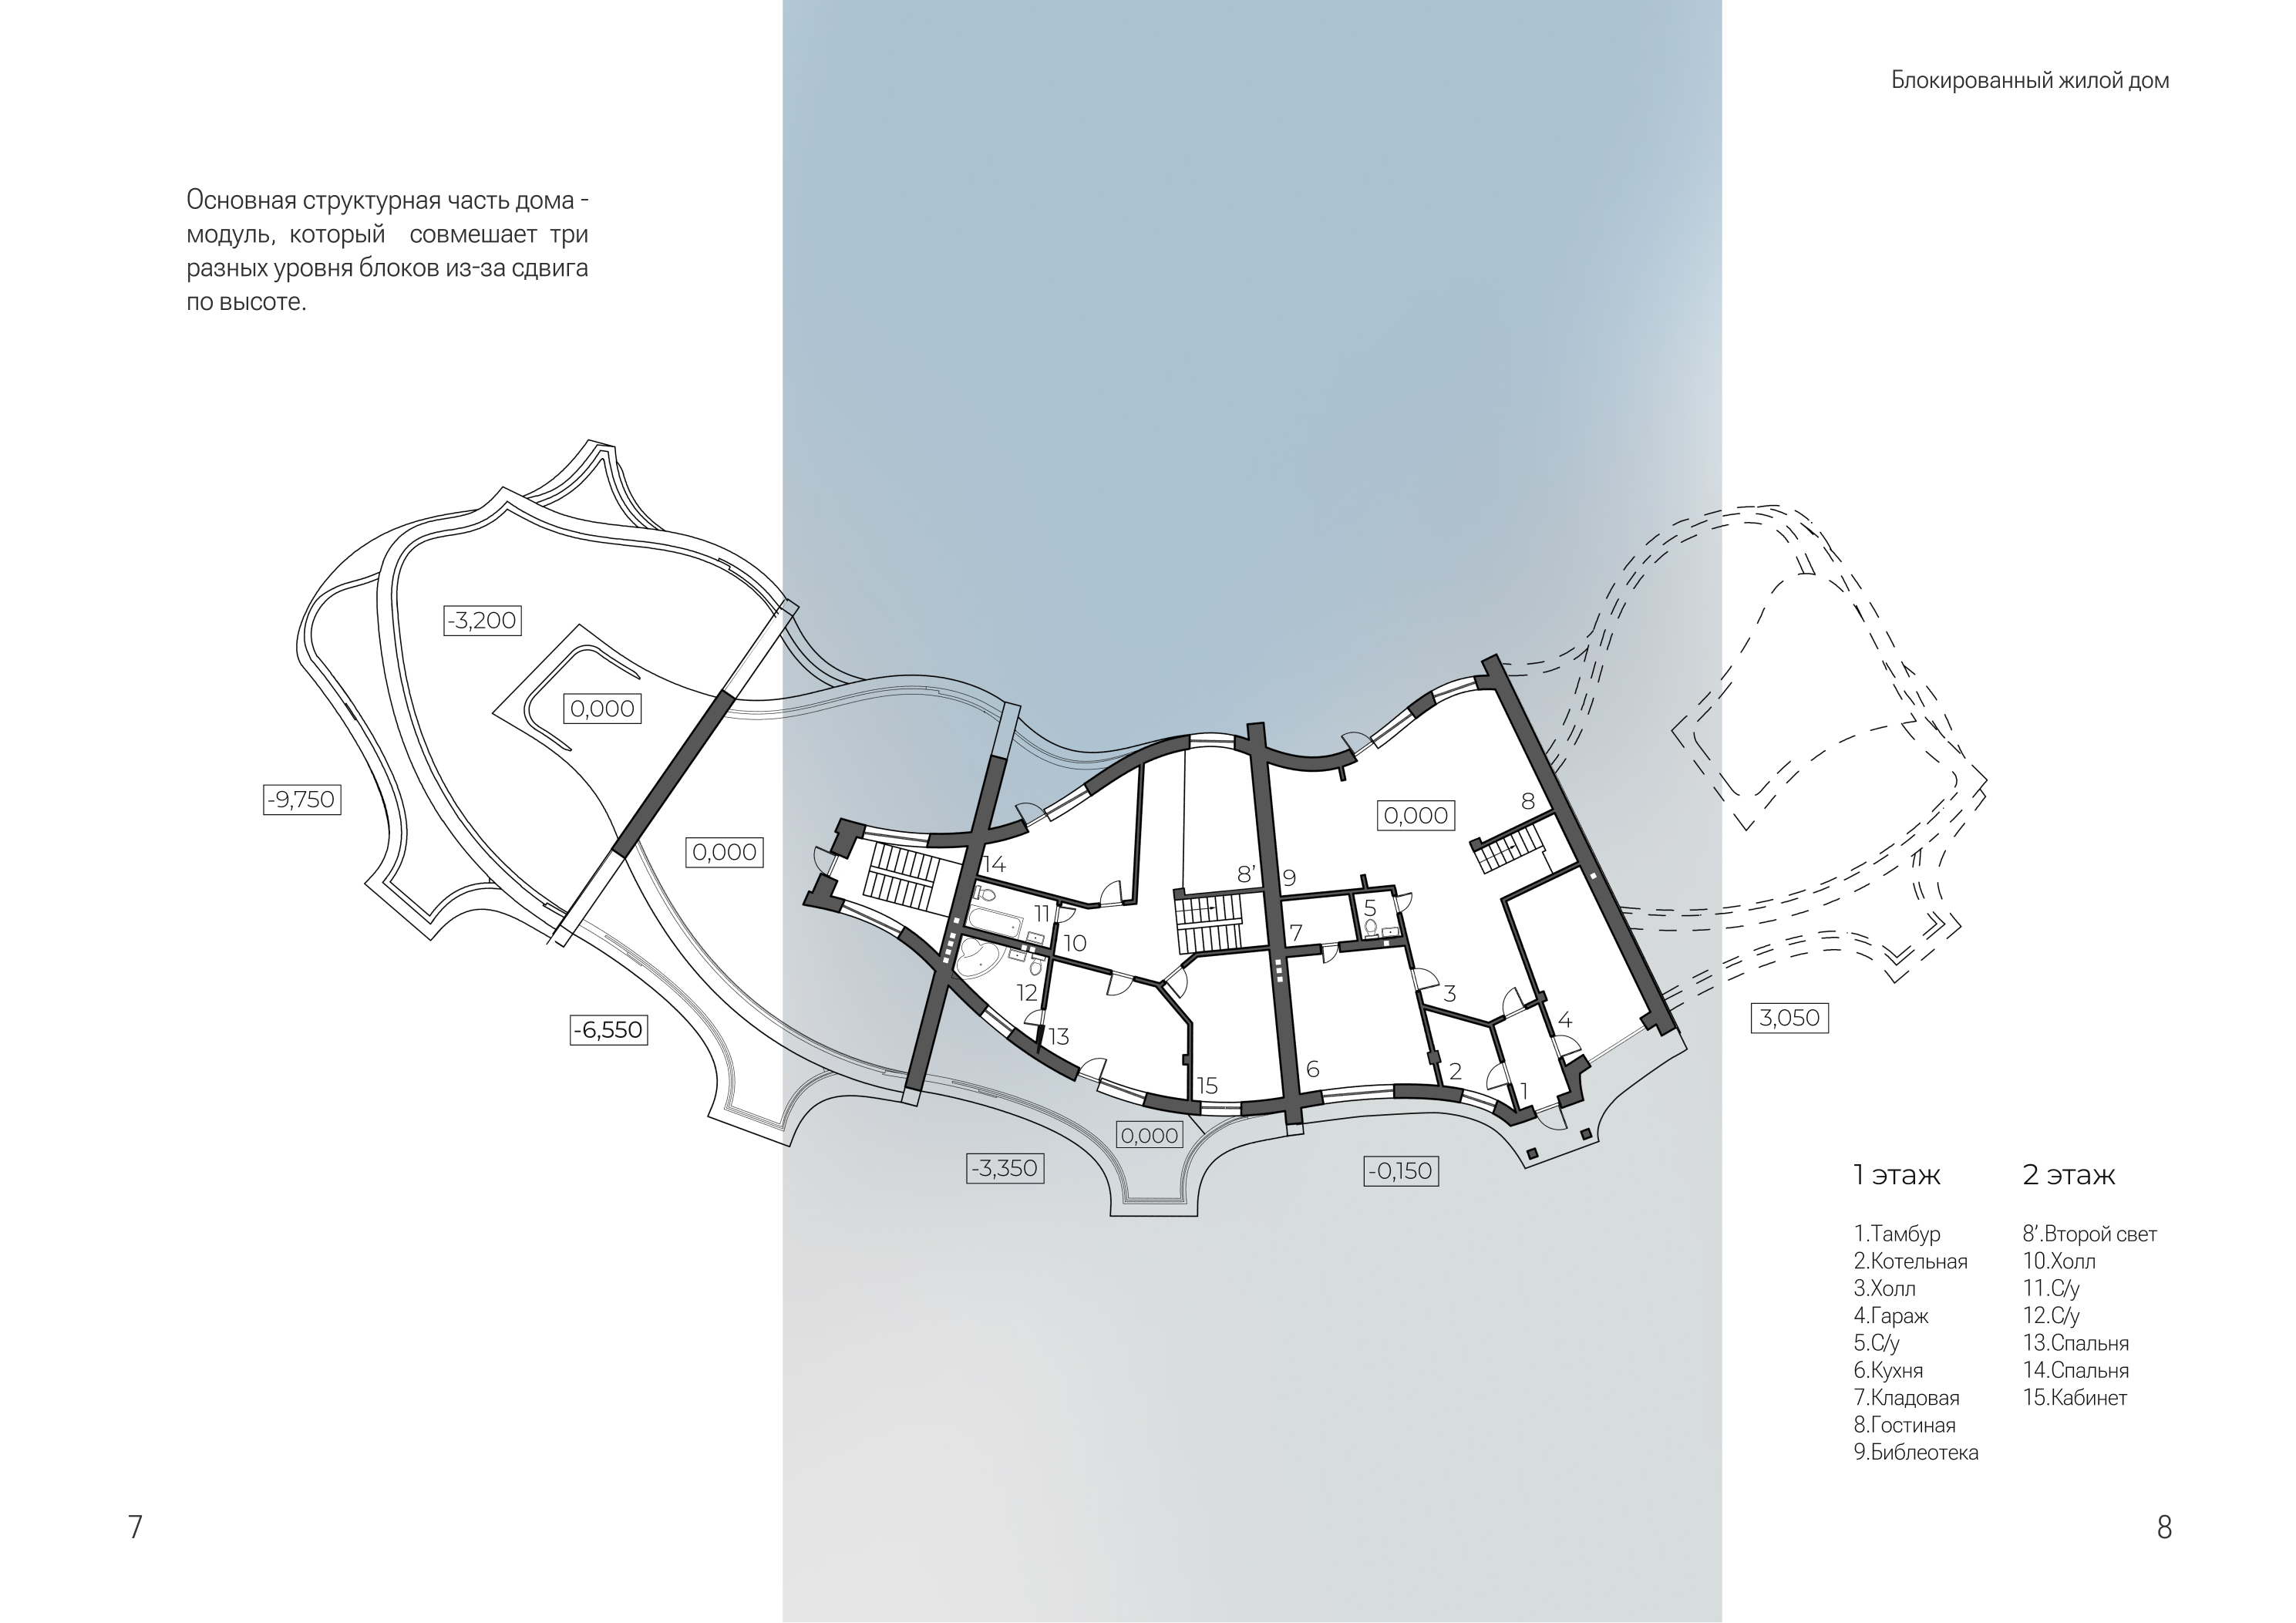 Блокированный жилой дом
Основная структурная часть дома -
модуль, который совмешает три
разных уровня блоков из-за сдвига
по высоте.
-3,200
0,000
-9,750
0,000
-6,550
0,000
8
14
8’
9
11
5
7
10
12
3
13
4
15
6
2
1
3,050
0,000
-3,350
-0,150
1 этаж
1.Тамбур
2.Котельная
3.Холл
4.Гараж
5.С/у
6.Кухня
7.Кладовая
8.Гостиная
9.Библеотека
2 этаж
8’.Второй свет
10.Холл
11.С/у
12.С/у
13.Спальня
14.Спальня
15.Кабинет
7
8